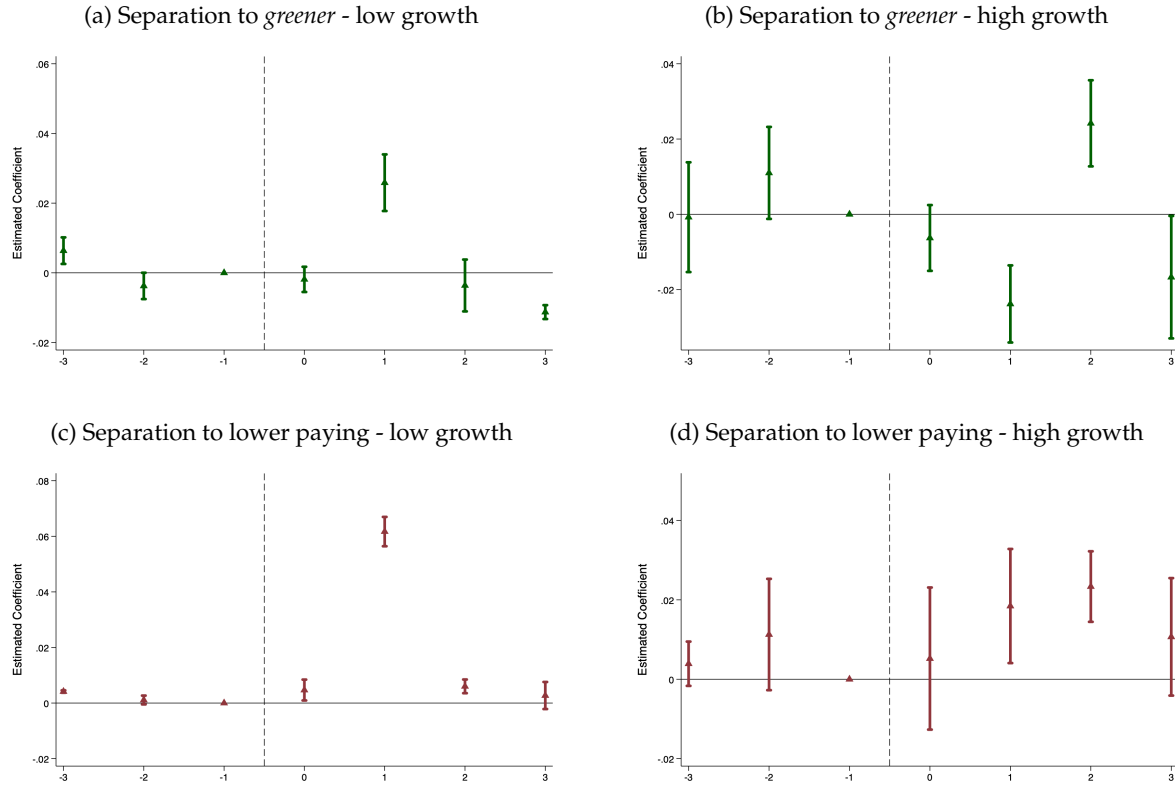 (a) Separation to greener - low growth
Estimated Coefficient
.06
.04
.02
0
-.02
-3 -2 -1 0 1 2 3
(b) Separation to greener - high growth
Estimated Coefficient
.04
.02
0
-.02
-3 -2 -1 0 1 2 3
(c) Separation to lower paying - low growth
Estimated Coefficient
.08
.06
.04
.02
0
-.02
-3 -2 -1 0 1 2 3
(d) Separation to lower paying - high growth
Estimated Coefficient
.04
.02
0
-.02
-3 -2 -1 0 1 2 3